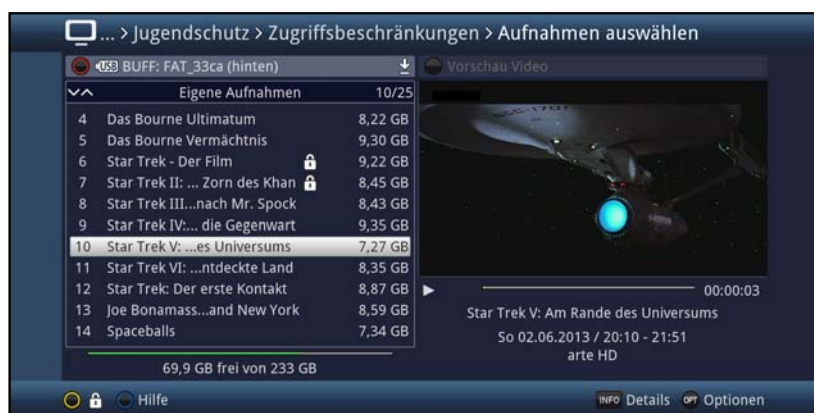 ... > Jugendschutz > Zugriffsbeschränkungen > Aufnahmen auswählen
USB BUFF: FAT_33ca (hinten)
Vorschau Video
Eigene Aufnahmen 10/25
4 Das Bourne Ultimatum 8,22 GB
5 Das Bourne Vermächtnis 9,30 GB
6 Star Trek - Der Film 9,22 GB
7 Star Trek II: ... Zorn des Khan 8,45 GB
8 Star Trek III...nach Mr. Spock 8,43 GB
9 Star Trek IV:... die Gegenwart 9,35 GB
10 Star Trek V: ...es Universums 7,27 GB
11 Star Trek VI: ...ntdeckte Land 8,35 GB
12 Star Trek: Der erste Kontakt 8,87 GB
13 Joe Bonamass...and New York 8,59 GB
14 Spaceballs 7,34 GB
69,9 GB frei von 233 GB
00:00:03
Star Trek V: Am Rande des Universums
So 02.06.2013 / 20:10 - 21:51
arte HD
Hilfe
INFO Details OPT Optionen